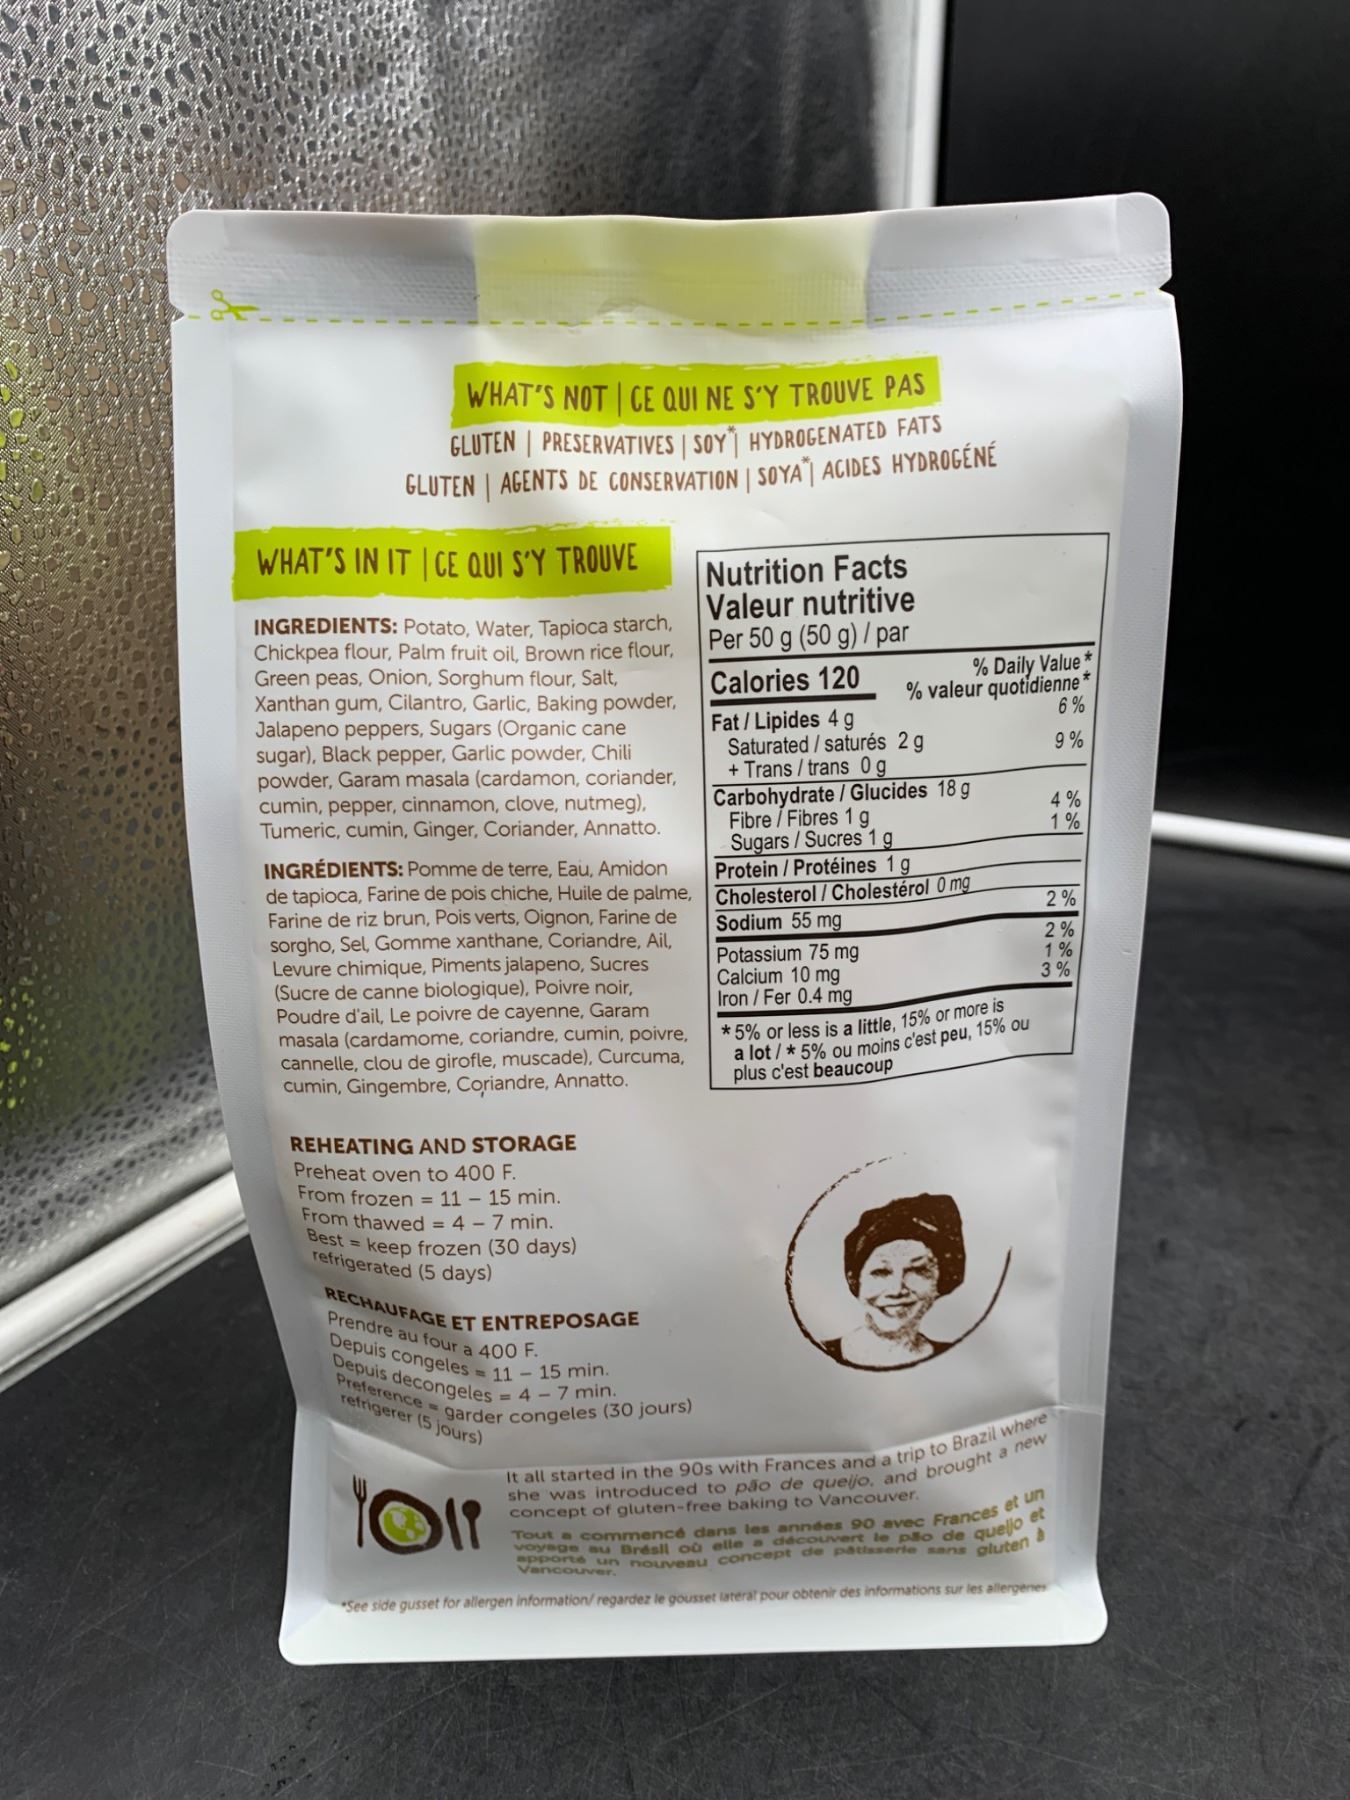 WHAT'S NOT | CE QUI NE S'Y TROUVE PAS
GLUTEN | PRESERVATIVES | SOY* | HYDROGENATED FATS
GLUTEN | AGENTS DE CONSERVATION | SOYA* | ACIDES HYDROGÉNÉ
WHAT'S IN IT | CE QUI S'Y TROUVE
INGREDIENTS: Potato, Water, Tapioca starch,
Chickpea flour, Palm fruit oil, Brown rice flour,
Green peas, Onion, Sorghum flour, Salt,
Xanthan gum, Cilantro, Garlic, Baking powder,
Jalapeno peppers, Sugars (Organic cane
sugar), Black pepper, Garlic powder, Chili
powder, Garam masala (cardamon, coriander,
cumin, pepper, cinnamon, clove, nutmeg),
Tumeric, cumin, Ginger, Coriander, Annatto.
INGRÉDIENTS: Pomme de terre, Eau, Amidon
de tapioca, Farine de pois chiche, Huile de palme,
Farine de riz brun, Pois verts, Oignon, Farine de
sorgho, Sel, Gomme xanthane, Coriandre, Ail,
Levure chimique, Piments jalapeno, Sucres
(Sucre de canne biologique), Poivre noir,
Poudre d'ail, Le poivre de cayenne, Garam
masala (cardamome, coriandre, cumin, poivre,
cannelle, clou de girofle, muscade), Curcuma,
cumin, Gingembre, Coriandre, Annatto.
Nutrition Facts
Valeur nutritive
Per 50 g (50 g) / par
Calories 120
% Daily Value*
% valeur quotidienne*
Fat / Lipides 4 g 6 %
Saturated / saturés 2 g
+ Trans / trans 0 g 9 %
Carbohydrate / Glucides 18 g
Fibre / Fibres 1 g 4 %
Sugars / Sucres 1 g 1 %
Protein / Protéines 1 g
Cholesterol / Cholestérol 0 mg
Sodium 55 mg 2 %
Potassium 75 mg 2 %
Calcium 10 mg 1 %
Iron / Fer 0.4 mg 3 %
* 5% or less is a little, 15% or more is
a lot / * 5% ou moins c'est peu, 15% ou
plus c'est beaucoup
REHEATING AND STORAGE
Preheat oven to 400 F.
From frozen = 11 – 15 min.
From thawed = 4 – 7 min.
Best = keep frozen (30 days)
refrigerated (5 days)
RECHAUFAGE ET ENTREPOSAGE
Prendre au four a 400 F.
Depuis congeles = 11 – 15 min.
Depuis decongeles = 4 – 7 min.
Preference = garder congeles (30 jours)
refrigerer (5 jours)
It all started in the 90s with Frances and a trip to Brazil where
she was introduced to pão de queijo, and brought a new
concept of gluten-free baking to Vancouver.
Tout a commencé dans les années 90 avec Frances et un
voyage au Brésil où elle a découvert le pão de queijo et
apporté un nouveau concept de pâtisserie sans gluten à
Vancouver.
*See side gusset for allergen information/ regardez le gousset latéral pour obtenir des informations sur les allergènes